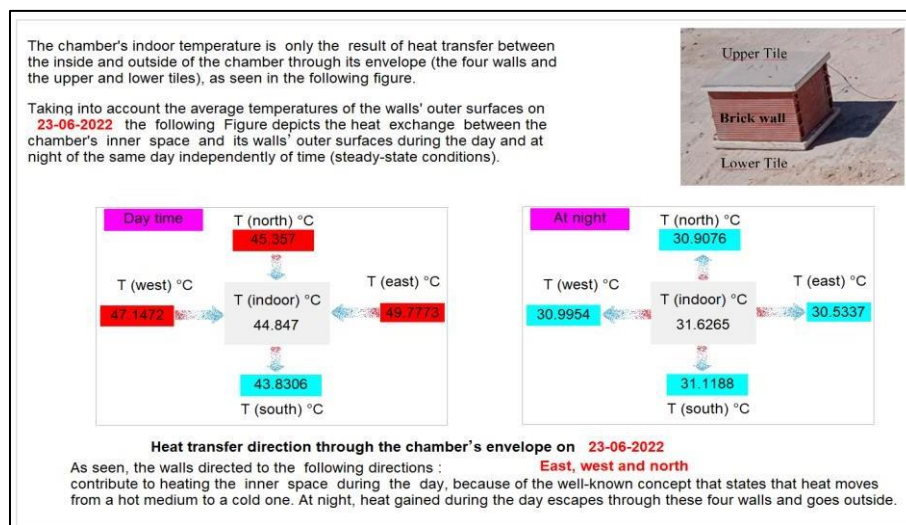 The chamber's indoor temperature is only the result of heat transfer between
the inside and outside of the chamber through its envelope (the four walls and
the upper and lower tiles), as seen in the following figure.
Taking into account the average temperatures of the walls' outer surfaces on
23-06-2022 the following Figure depicts the heat exchange between the
chamber's inner space and its walls' outer surfaces during the day and at
night of the same day independently of time (steady-state conditions).
Upper Tile
Brick wall
Lower Tile
Day time
T (north) °C
45.357
T (west) °C
47.1472
T (indoor) °C
44.847
T (east) °C
49.7773
43.8306
T (south) °C
At night
T (north) °C
30.9076
T (west) °C
30.9954
T (indoor) °C
31.6265
T (east) °C
30.5337
31.1188
T (south) °C
Heat transfer direction through the chamber's envelope on 23-06-2022
As seen, the walls directed to the following directions : East, west and north
contribute to heating the inner space during the day, because of the well-known concept that states that heat moves
from a hot medium to a cold one. At night, heat gained during the day escapes through these four walls and goes outside.